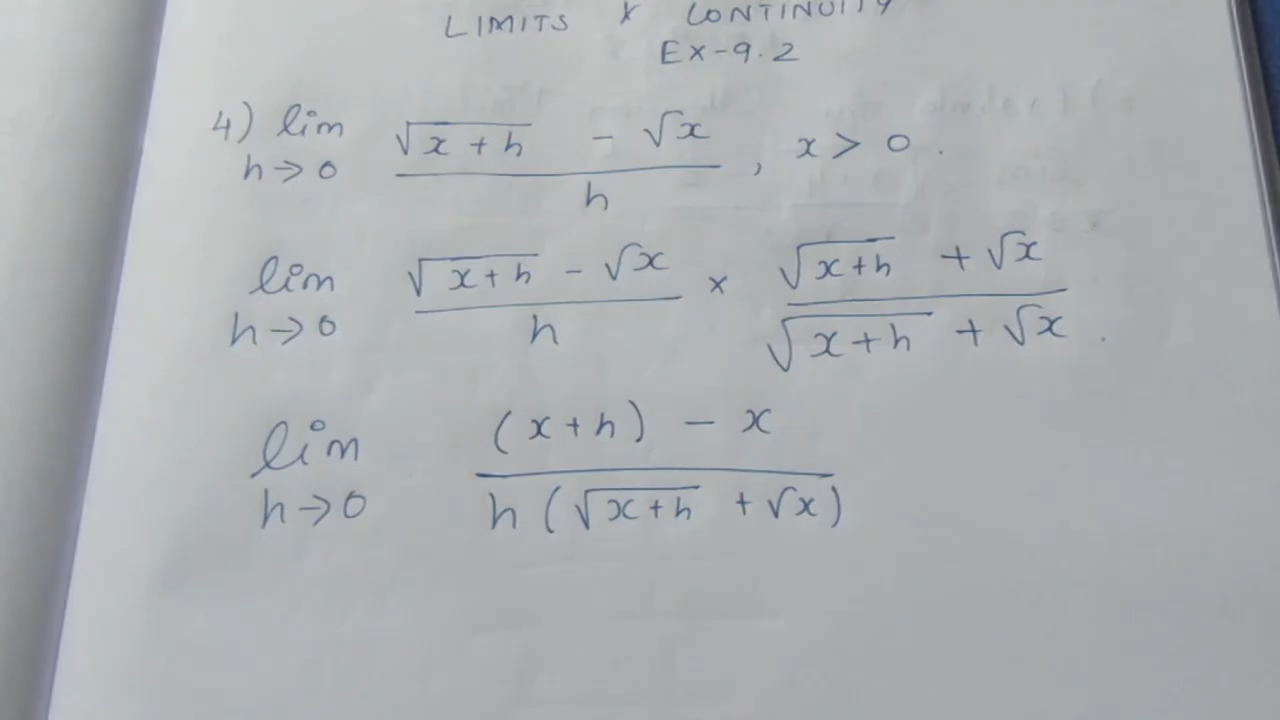 LIMITS & CONTINUITY
EX-9.2
4) lim h→0 (√(x+h) - √x)/h , x > 0.
lim h→0 (√(x+h) - √x)/h × (√(x+h) + √x)/(√(x+h) + √x).
lim h→0 ((x+h) - x)/(h(√(x+h) + √x))